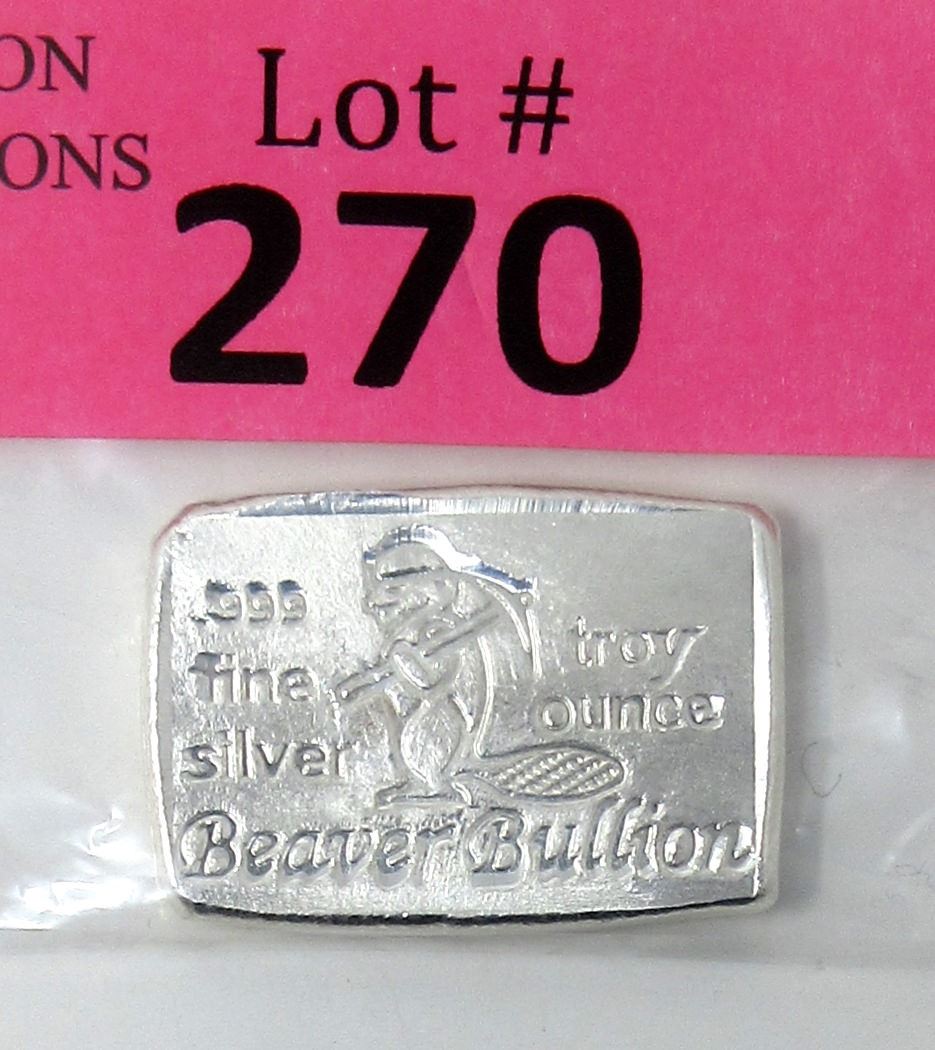 ON
ONS
Lot #
270
.999
fine
silver
troy
ounce
Beaver Bullion